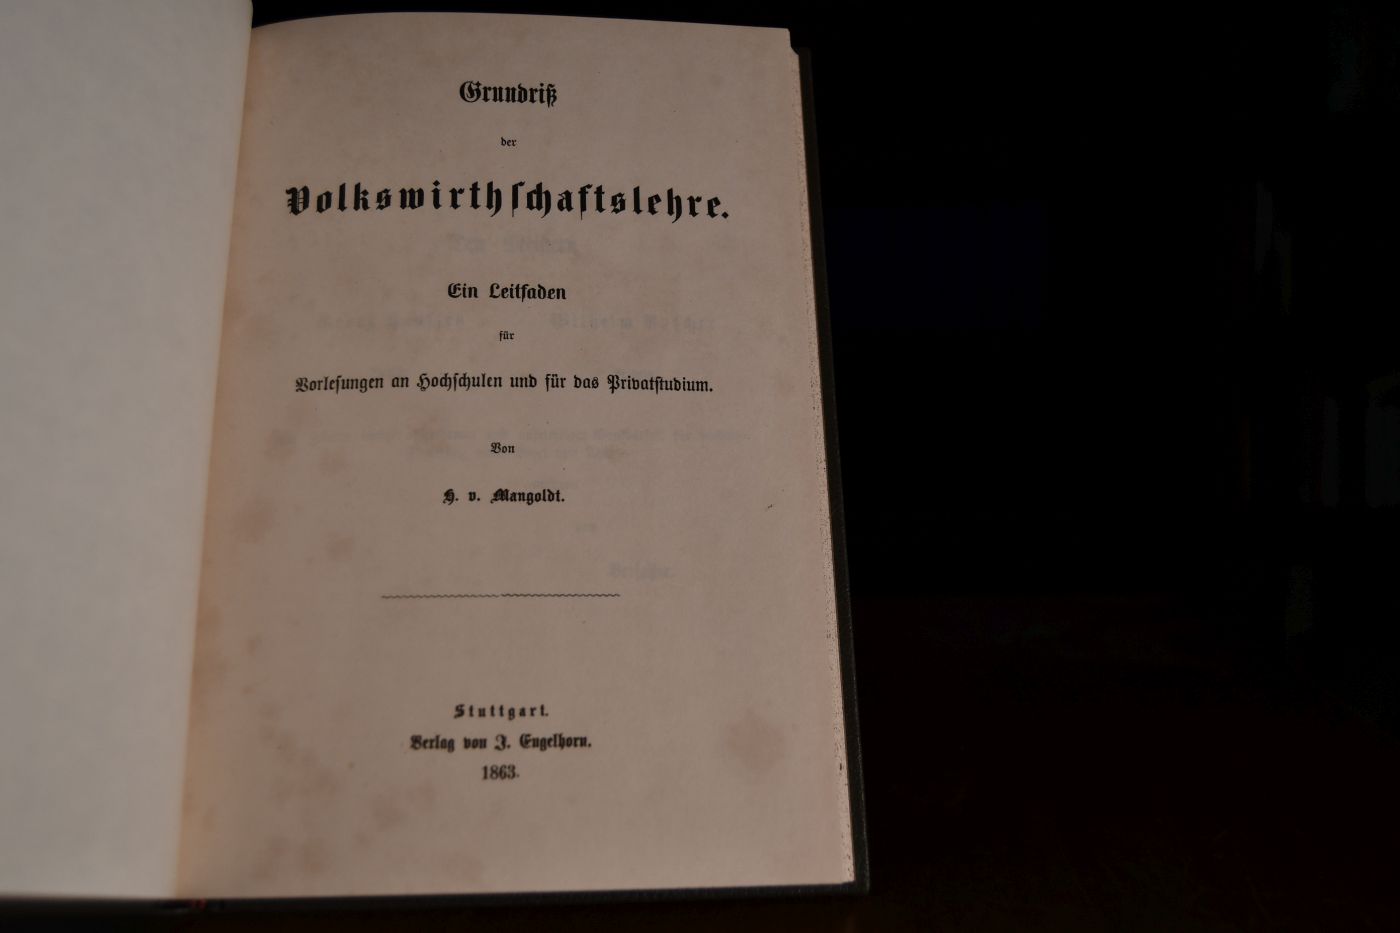 Grundriß
der
Volkswirthschaftslehre.
Ein Leitfaden
für
Vorlesungen an Hochschulen und für das Privatstudium.
Von
H. v. Mangoldt.
Stuttgart.
Verlag von J. Engelhorn.
1863.